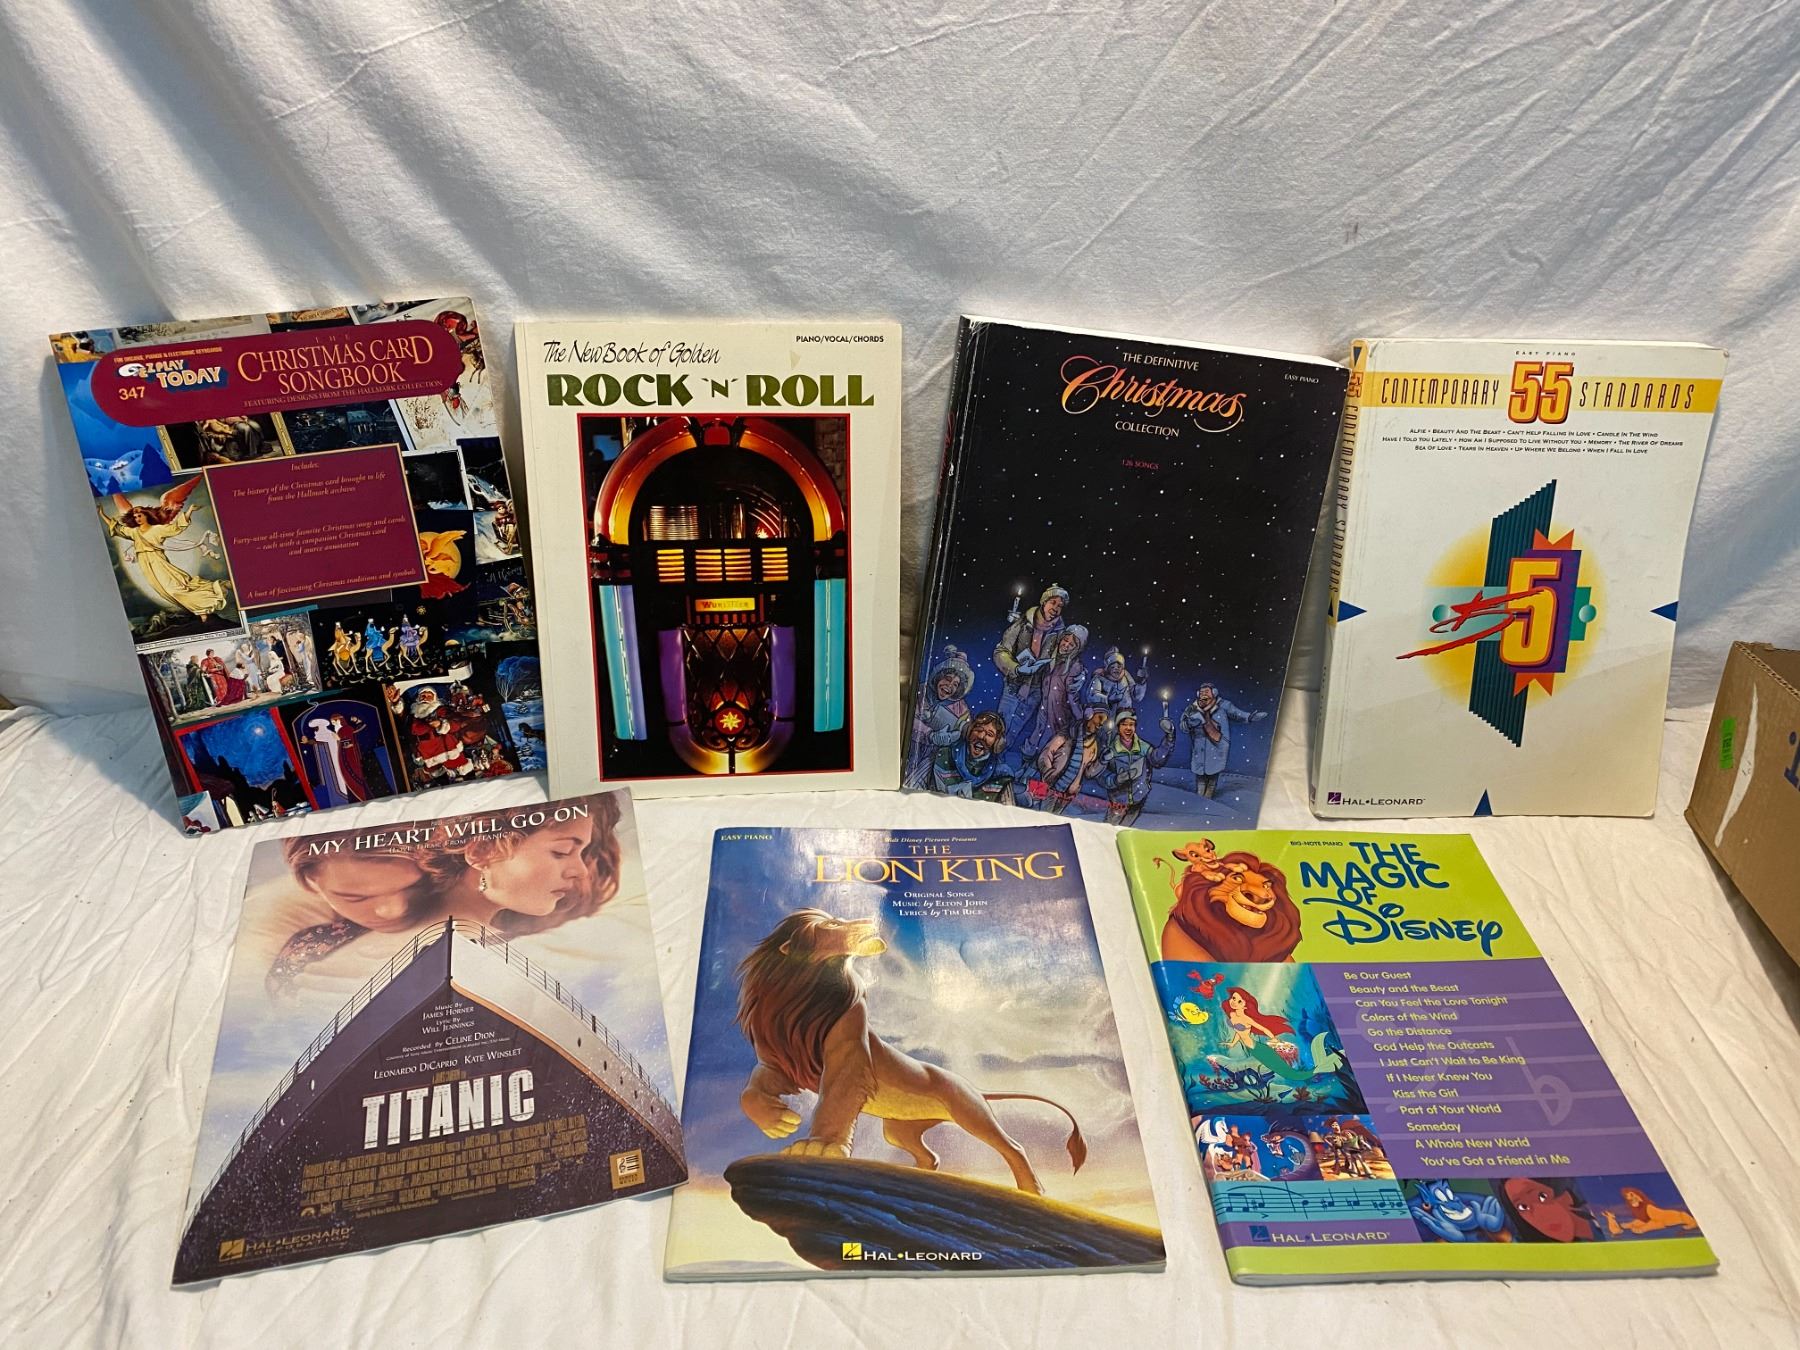 FOR ORGANS, PIANOS & ELECTRONIC KEYBOARDS
E-Z PLAY
TODAY
347
THE
CHRISTMAS CARD
SONGBOOK
FEATURING DESIGNS FROM THE HALLMARK COLLECTION
Includes:
The history of the Christmas card brought to life
from the Hallmark archives
Forty-nine all-time favorite Christmas songs and carols
– each with a companion Christmas card
and source annotation
A host of fascinating Christmas traditions and symbols
PIANO/VOCAL/CHORDS
The New Book of Golden
ROCK 'N' ROLL
WURLITZER
THE DEFINITIVE
Christmas
COLLECTION
EASY PIANO
126 SONGS
EASY PIANO
CONTEMPORARY 55 STANDARDS
ALFIE • BEAUTY AND THE BEAST • CAN'T HELP FALLING IN LOVE • CANDLE IN THE WIND
HAVE I TOLD YOU LATELY • HOW AM I SUPPOSED TO LIVE WITHOUT YOU • MEMORY • THE RIVER OF DREAMS
SEA OF LOVE • TEARS IN HEAVEN • UP WHERE WE BELONG • WHEN I FALL IN LOVE
55
CONTEMPORARY STANDARDS
55
HAL•LEONARD
MY HEART WILL GO ON
(LOVE THEME FROM 'TITANIC')
MUSIC BY
JAMES HORNER
LYRIC BY
WILL JENNINGS
RECORDED BY CELINE DION
LEONARDO DICAPRIO KATE WINSLET
A JAMES CAMERON FILM
TITANIC
HAL•LEONARD
CORPORATION
EASY PIANO
Walt Disney Pictures Presents
THE
LION KING
ORIGINAL SONGS
MUSIC by ELTON JOHN
LYRICS by TIM RICE
HAL•LEONARD
BIG-NOTE PIANO
THE
MAGIC
OF
DISNEY
Be Our Guest
Beauty and the Beast
Can You Feel the Love Tonight
Colors of the Wind
Go the Distance
God Help the Outcasts
I Just Can't Wait to Be King
If I Never Knew You
Kiss the Girl
Part of Your World
Someday
A Whole New World
You've Got a Friend in Me
HAL•LEONARD